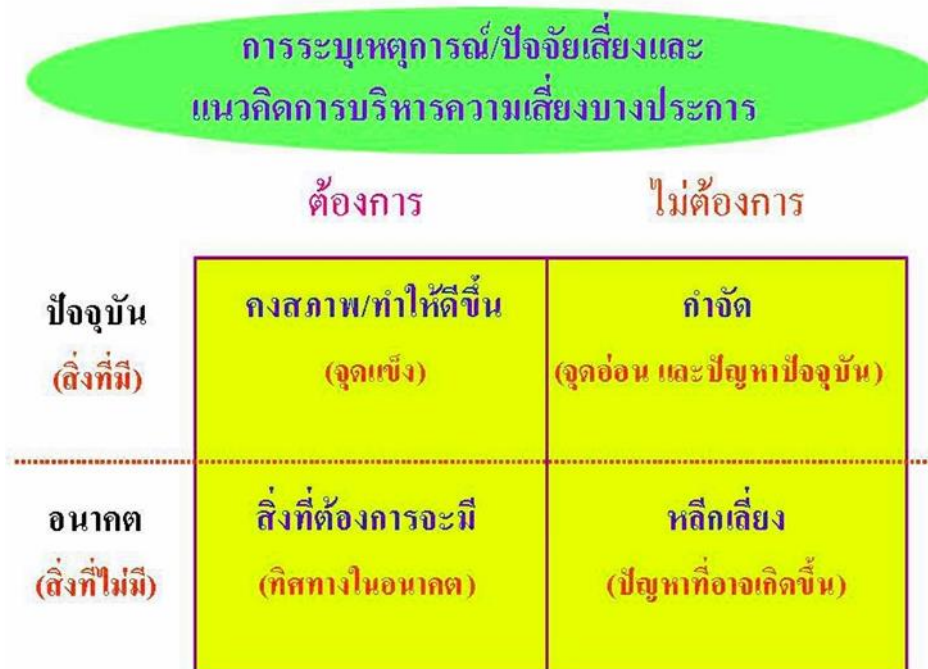 การระบุเหตุการณ์/ปัจจัยเสี่ยงและ
แนวคิดการบริหารความเสี่ยงบางประการ
ต้องการ ไม่ต้องการ
ปัจจุบัน คงสภาพ/ทำให้ดีขึ้น กำจัด
(สิ่งที่มี) (จุดแข็ง) (จุดอ่อน และปัญหาปัจจุบัน)
อนาคต สิ่งที่ต้องการจะมี หลีกเลี่ยง
(สิ่งที่ไม่มี) (ทิศทางในอนาคต) (ปัญหาที่อาจเกิดขึ้น)